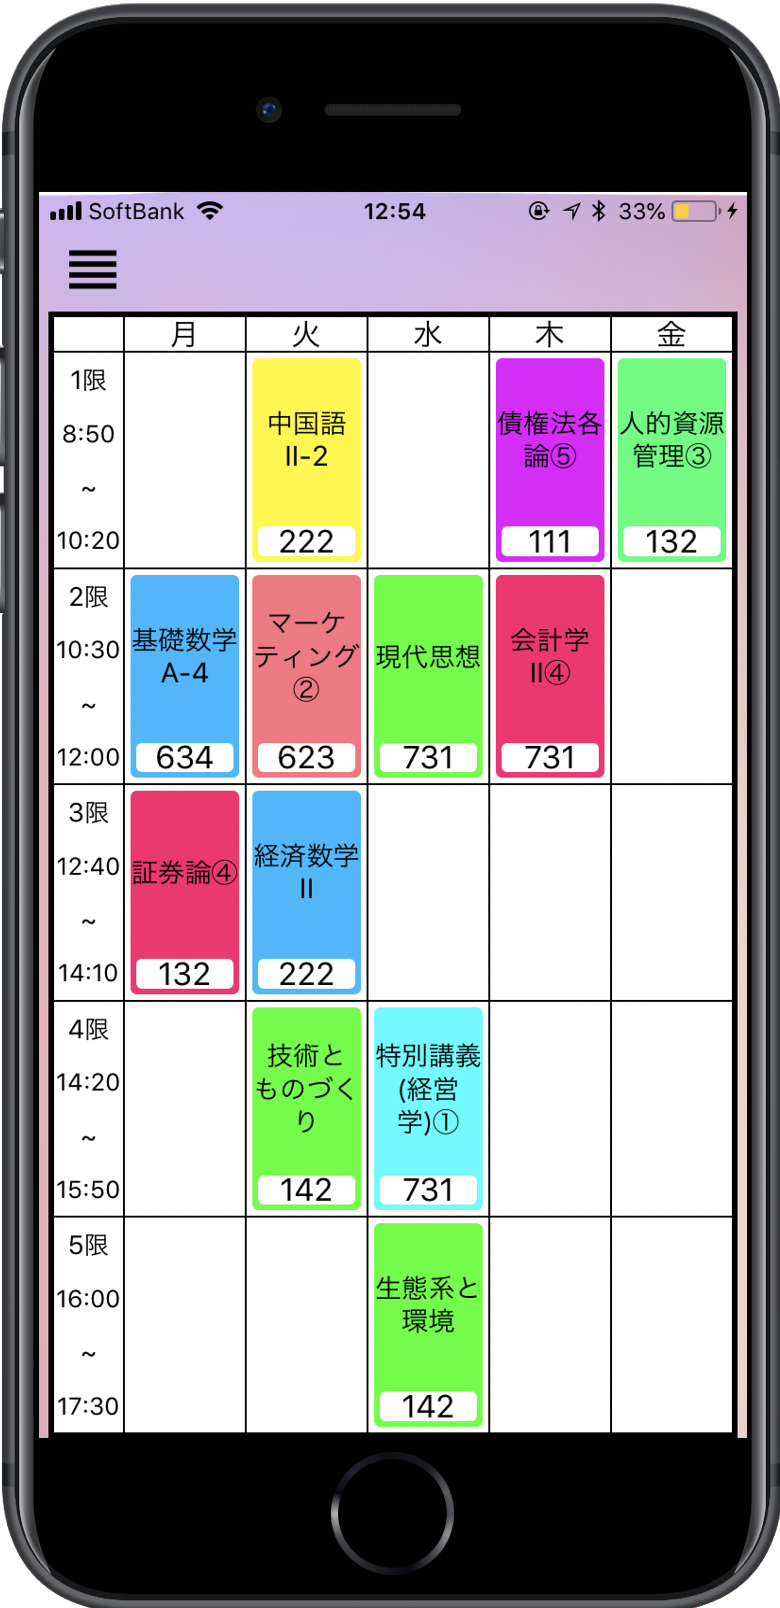 SoftBank 12:54 33%
月 火 水 木 金
1限
8:50
~
10:20
中国語
II-2
222
債権法各
論⑤
111
人的資源
管理③
132
2限
10:30
~
12:00
基礎数学
A-4
634
マーケ
ティング
②
623
現代思想
731
会計学
II④
731
3限
12:40
~
14:10
証券論④
132
経済数学
II
222
4限
14:20
~
15:50
技術と
ものづく
り
142
特別講義
(経営
学)①
731
5限
16:00
~
17:30
生態系と
環境
142